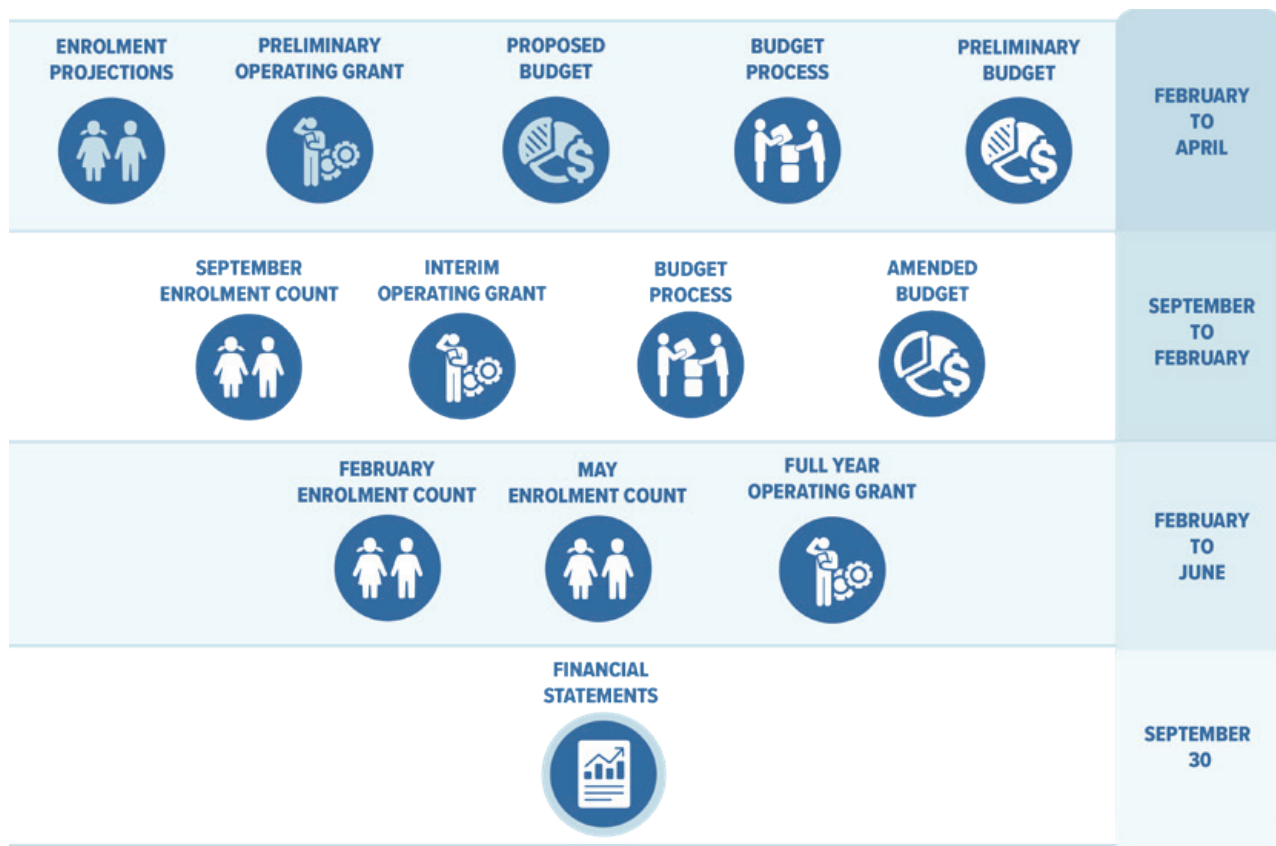 ENROLMENT
PROJECTIONS
PRELIMINARY
OPERATING GRANT
PROPOSED
BUDGET
BUDGET
PROCESS
PRELIMINARY
BUDGET
FEBRUARY
TO
APRIL
SEPTEMBER
ENROLMENT COUNT
INTERIM
OPERATING GRANT
BUDGET
PROCESS
AMENDED
BUDGET
SEPTEMBER
TO
FEBRUARY
FEBRUARY
ENROLMENT COUNT
MAY
ENROLMENT COUNT
FULL YEAR
OPERATING GRANT
FEBRUARY
TO
JUNE
FINANCIAL
STATEMENTS
SEPTEMBER
30
$
$
$